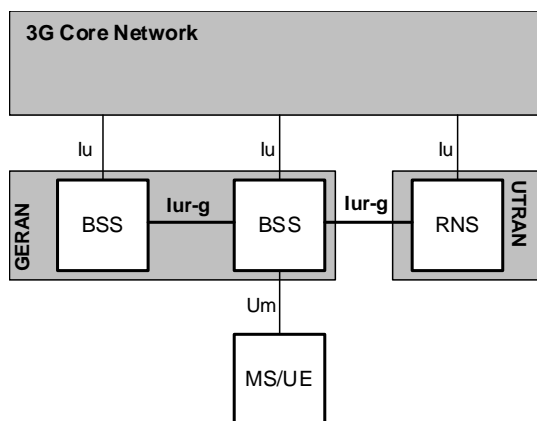 3G Core Network
Iu
Iu
Iu
GERAN
BSS
Iur-g
BSS
Iur-g
RNS
UTRAN
Um
MS/UE